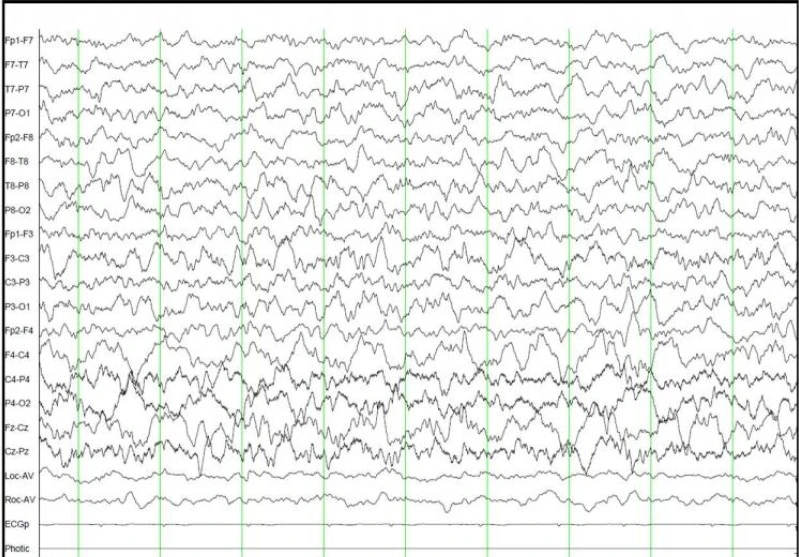 Fp1-F7
F7-T7
T7-P7
P7-O1
Fp2-F8
F8-T8
T8-P8
P8-O2
Fp1-F3
F3-C3
C3-P3
P3-O1
Fp2-F4
F4-C4
C4-P4
P4-O2
Fz-Cz
Cz-Pz
Loc-AV
Roc-AV
ECGp
Photic